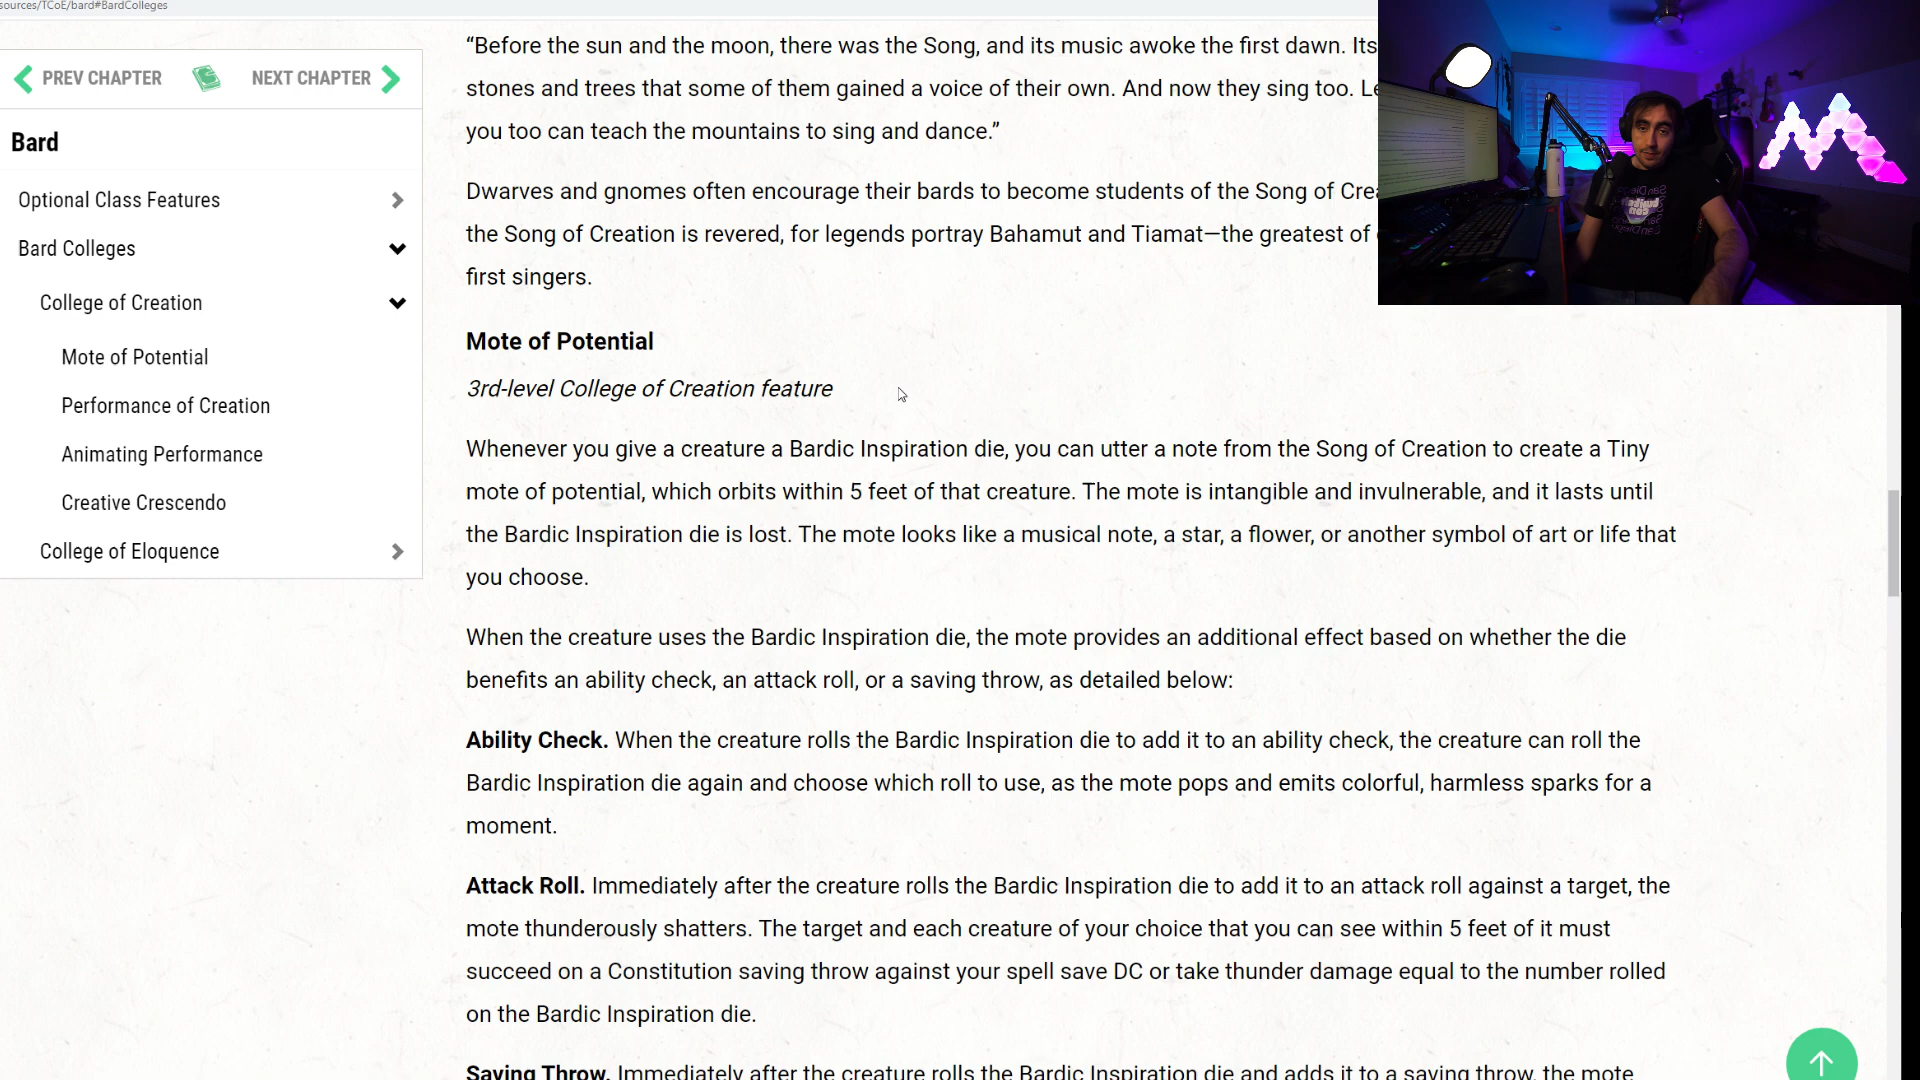 sources/TCoE/bard#BardColleges
PREV CHAPTER
NEXT CHAPTER
Bard
Optional Class Features
Bard Colleges
College of Creation
Mote of Potential
Performance of Creation
Animating Performance
Creative Crescendo
College of Eloquence
“Before the sun and the moon, there was the Song, and its music awoke the first dawn. Its
stones and trees that some of them gained a voice of their own. And now they sing too. Le
you too can teach the mountains to sing and dance.”
Dwarves and gnomes often encourage their bards to become students of the Song of Crea
the Song of Creation is revered, for legends portray Bahamut and Tiamat—the greatest of
first singers.
Mote of Potential
3rd-level College of Creation feature
Whenever you give a creature a Bardic Inspiration die, you can utter a note from the Song of Creation to create a Tiny
mote of potential, which orbits within 5 feet of that creature. The mote is intangible and invulnerable, and it lasts until
the Bardic Inspiration die is lost. The mote looks like a musical note, a star, a flower, or another symbol of art or life that
you choose.
When the creature uses the Bardic Inspiration die, the mote provides an additional effect based on whether the die
benefits an ability check, an attack roll, or a saving throw, as detailed below:
Ability Check. When the creature rolls the Bardic Inspiration die to add it to an ability check, the creature can roll the
Bardic Inspiration die again and choose which roll to use, as the mote pops and emits colorful, harmless sparks for a
moment.
Attack Roll. Immediately after the creature rolls the Bardic Inspiration die to add it to an attack roll against a target, the
mote thunderously shatters. The target and each creature of your choice that you can see within 5 feet of it must
succeed on a Constitution saving throw against your spell save DC or take thunder damage equal to the number rolled
on the Bardic Inspiration die.
Saving Throw. Immediately after the creature rolls the Bardic Inspiration die and adds it to a saving throw, the mote